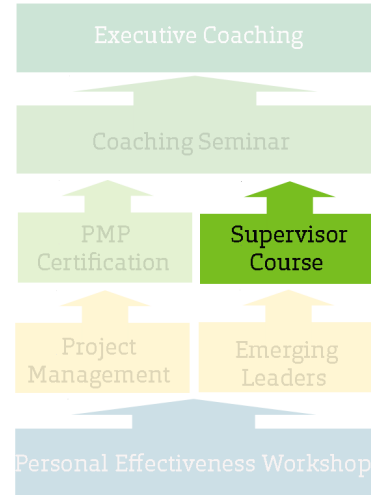 Executive Coaching
Coaching Seminar
PMP
Certification
Supervisor
Course
Project
Management
Emerging
Leaders
Personal Effectiveness Workshop